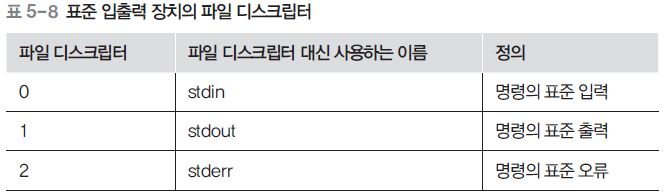 표 5-8 표준 입출력 장치의 파일 디스크립터
파일 디스크립터 파일 디스크립터 대신 사용하는 이름 정의
0 stdin 명령의 표준 입력
1 stdout 명령의 표준 출력
2 stderr 명령의 표준 오류